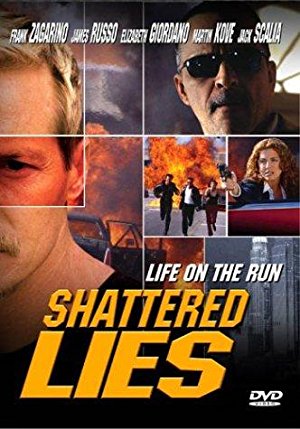 FRANK ZAGARINO JAMES RUSSO ELIZABETH GIORDANO MARTIN KOVE JACK SCALIA
LIFE ON THE RUN
SHATTERED
LIES
DVD
VIDEO